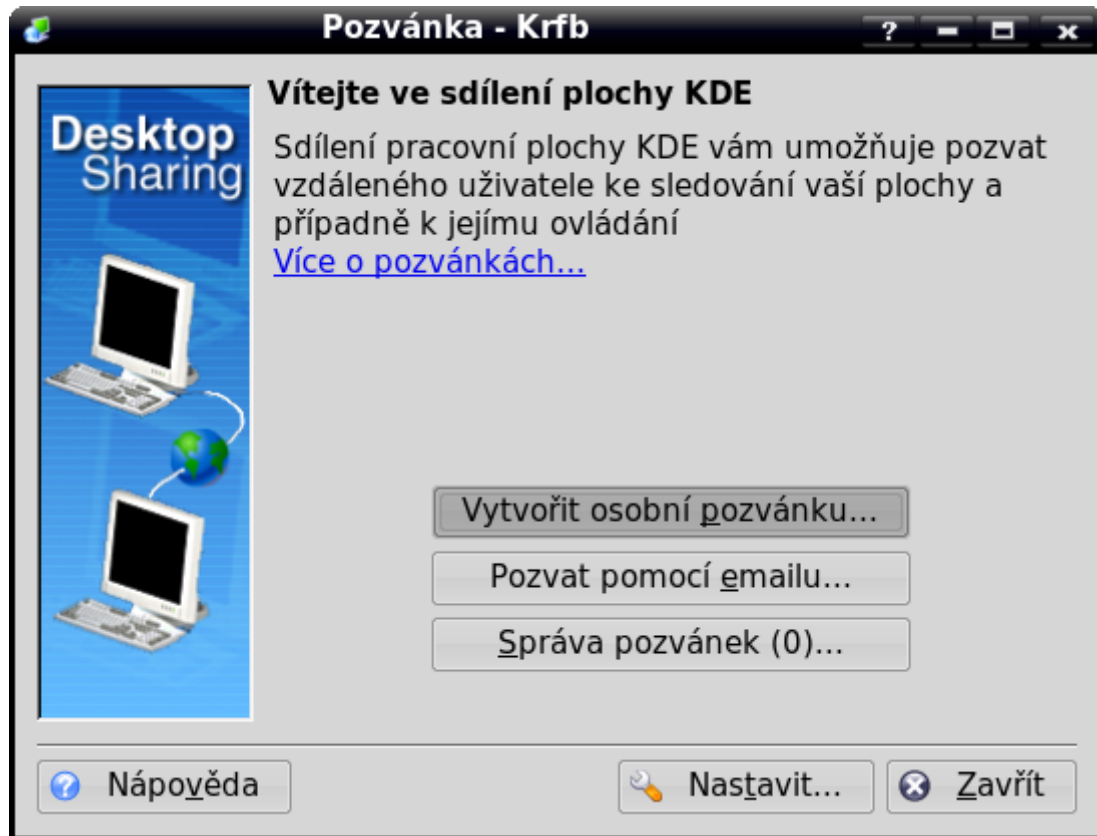 Pozvánka - Krfb
Desktop
Sharing
Vítejte ve sdílení plochy KDE
Sdílení pracovní plochy KDE vám umožňuje pozvat
vzdáleného uživatele ke sledování vaší plochy a
případně k jejímu ovládání
Více o pozvánkách...
Vytvořit osobní pozvánku...
Pozvat pomocí emailu...
Správa pozvánek (0)...
Nápověda
Nastavit...
Zavřít